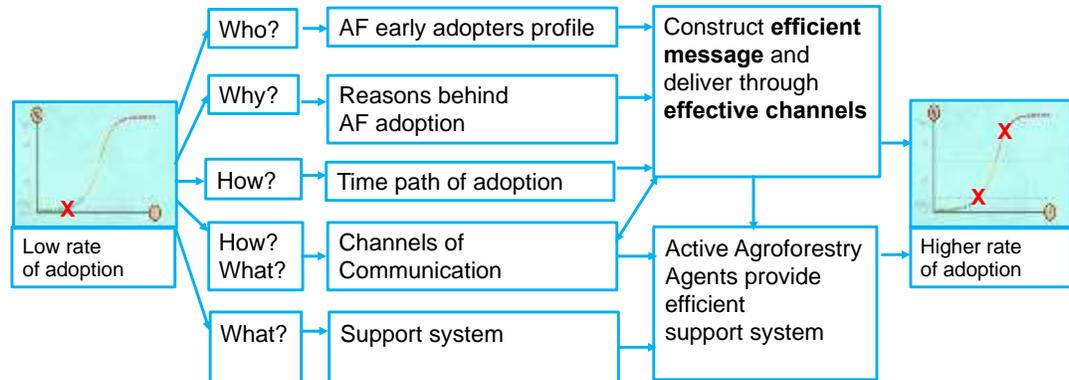 Who?
AF early adopters profile
Construct efficient
message and
deliver through
effective channels
Why?
Reasons behind
AF adoption
X
X
X
How?
Time path of adoption
Low rate
of adoption
How?
What?
Channels of
Communication
Active Agroforestry
Agents provide
efficient
support system
Higher rate
of adoption
What?
Support system